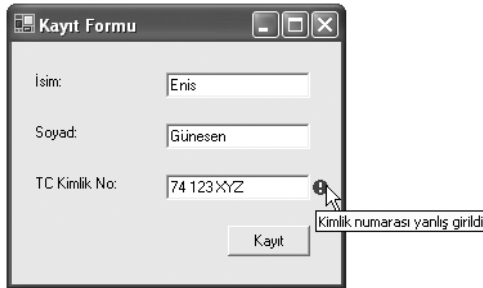 Kayıt Formu
İsim: Enis
Soyad: Günesen
TC Kimlik No: 74 123 XYZ
Kimlik numarası yanlış girildi
Kayıt